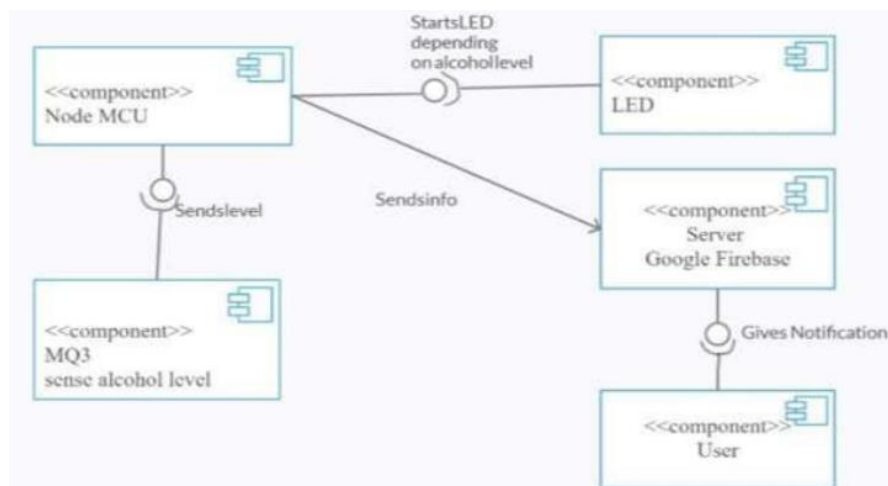 StartsLED
depending
on alcohollevel
<<component>>
Node MCU
<<component>>
LED
Sendslevel
Sendsinfo
<<component>>
Server
Google Firebase
<<component>>
MQ3
sense alcohol level
Gives Notification
<<component>>
User